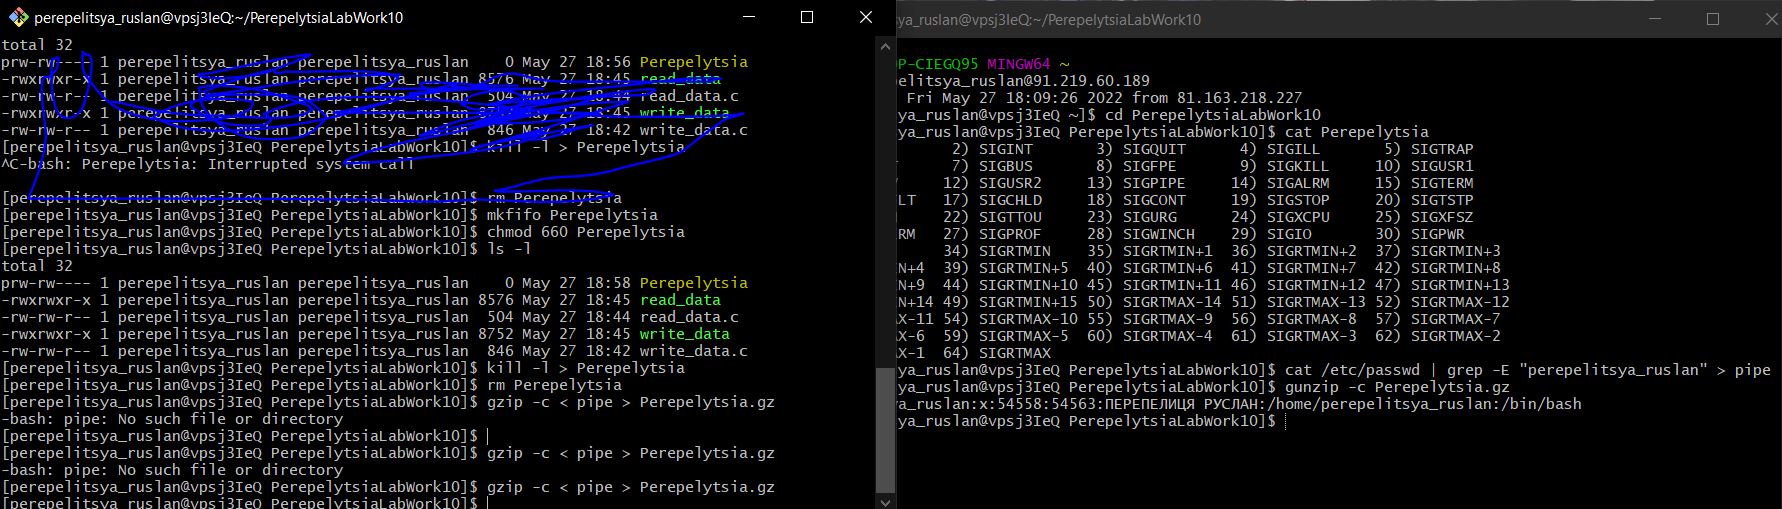 perepelitsya_ruslan@vpsj3IeQ:~/PerepelytsiaLabWork10
total 32
prw-rw---- 1 perepelitsya_ruslan perepelitsya_ruslan 0 May 27 18:56 Perepelytsia
-rwxrwxr-x 1 perepelitsya_ruslan perepelitsya_ruslan 8576 May 27 18:45 read_data
-rw-rw-r-- 1 perepelitsya_ruslan perepelitsya_ruslan 504 May 27 18:44 read_data.c
-rwxrwxr-x 1 perepelitsya_ruslan perepelitsya_ruslan May 27 18:45 write_data
-rw-rw-r-- 1 perepelitsya_ruslan perepelitsya_ruslan 846 May 27 18:42 write_data.c
[perepelitsya_ruslan@vpsj3IeQ PerepelytsiaLabWork10]$ kill -l > Perepelytsia
^C-bash: Perepelytsia: Interrupted system call
[perepelitsya_ruslan@vpsj3IeQ PerepelytsiaLabWork10]$ rm Perepelytsia
[perepelitsya_ruslan@vpsj3IeQ PerepelytsiaLabWork10]$ mkfifo Perepelytsia
[perepelitsya_ruslan@vpsj3IeQ PerepelytsiaLabWork10]$ chmod 660 Perepelytsia
[perepelitsya_ruslan@vpsj3IeQ PerepelytsiaLabWork10]$ ls -l
total 32
prw-rw---- 1 perepelitsya_ruslan perepelitsya_ruslan 0 May 27 18:58 Perepelytsia
-rwxrwxr-x 1 perepelitsya_ruslan perepelitsya_ruslan 8576 May 27 18:45 read_data
-rw-rw-r-- 1 perepelitsya_ruslan perepelitsya_ruslan 504 May 27 18:44 read_data.c
-rwxrwxr-x 1 perepelitsya_ruslan perepelitsya_ruslan 8752 May 27 18:45 write_data
-rw-rw-r-- 1 perepelitsya_ruslan perepelitsya_ruslan 846 May 27 18:42 write_data.c
[perepelitsya_ruslan@vpsj3IeQ PerepelytsiaLabWork10]$ kill -l > Perepelytsia
[perepelitsya_ruslan@vpsj3IeQ PerepelytsiaLabWork10]$ rm Perepelytsia
[perepelitsya_ruslan@vpsj3IeQ PerepelytsiaLabWork10]$ gzip -c < pipe > Perepelytsia.gz
-bash: pipe: No such file or directory
[perepelitsya_ruslan@vpsj3IeQ PerepelytsiaLabWork10]$
[perepelitsya_ruslan@vpsj3IeQ PerepelytsiaLabWork10]$ gzip -c < pipe > Perepelytsia.gz
-bash: pipe: No such file or directory
[perepelitsya_ruslan@vpsj3IeQ PerepelytsiaLabWork10]$ gzip -c < pipe > Perepelytsia.gz
[perepelitsya_ruslan@vpsj3IeQ PerepelytsiaLabWork10]$
sya_ruslan@vpsj3IeQ:~/PerepelytsiaLabWork10
P-CIEGQ95 MINGW64 ~
elitsya_ruslan@91.219.60.189
Fri May 27 18:09:26 2022 from 81.163.218.227
sya_ruslan@vpsj3IeQ ~]$ cd PerepelytsiaLabWork10
sya_ruslan@vpsj3IeQ PerepelytsiaLabWork10]$ cat Perepelytsia
2) SIGINT 3) SIGQUIT 4) SIGILL 5) SIGTRAP
7) SIGBUS 8) SIGFPE 9) SIGKILL 10) SIGUSR1
12) SIGUSR2 13) SIGPIPE 14) SIGALRM 15) SIGTERM
LT 17) SIGCHLD 18) SIGCONT 19) SIGSTOP 20) SIGTSTP
22) SIGTTOU 23) SIGURG 24) SIGXCPU 25) SIGXFSZ
RM 27) SIGPROF 28) SIGWINCH 29) SIGIO 30) SIGPWR
34) SIGRTMIN 35) SIGRTMIN+1 36) SIGRTMIN+2 37) SIGRTMIN+3
IN+4 39) SIGRTMIN+5 40) SIGRTMIN+6 41) SIGRTMIN+7 42) SIGRTMIN+8
IN+9 44) SIGRTMIN+10 45) SIGRTMIN+11 46) SIGRTMIN+12 47) SIGRTMIN+13
IN+14 49) SIGRTMIN+15 50) SIGRTMAX-14 51) SIGRTMAX-13 52) SIGRTMAX-12
AX-11 54) SIGRTMAX-10 55) SIGRTMAX-9 56) SIGRTMAX-8 57) SIGRTMAX-7
AX-6 59) SIGRTMAX-5 60) SIGRTMAX-4 61) SIGRTMAX-3 62) SIGRTMAX-2
AX-1 64) SIGRTMAX
sya_ruslan@vpsj3IeQ PerepelytsiaLabWork10]$ cat /etc/passwd | grep -E "perepelitsya_ruslan" > pipe
sya_ruslan@vpsj3IeQ PerepelytsiaLabWork10]$ gunzip -c Perepelytsia.gz
ya_ruslan:x:54558:54563:ПЕРЕПЕЛИЦЯ РУСЛАН:/home/perepelitsya_ruslan:/bin/bash
sya_ruslan@vpsj3IeQ PerepelytsiaLabWork10]$